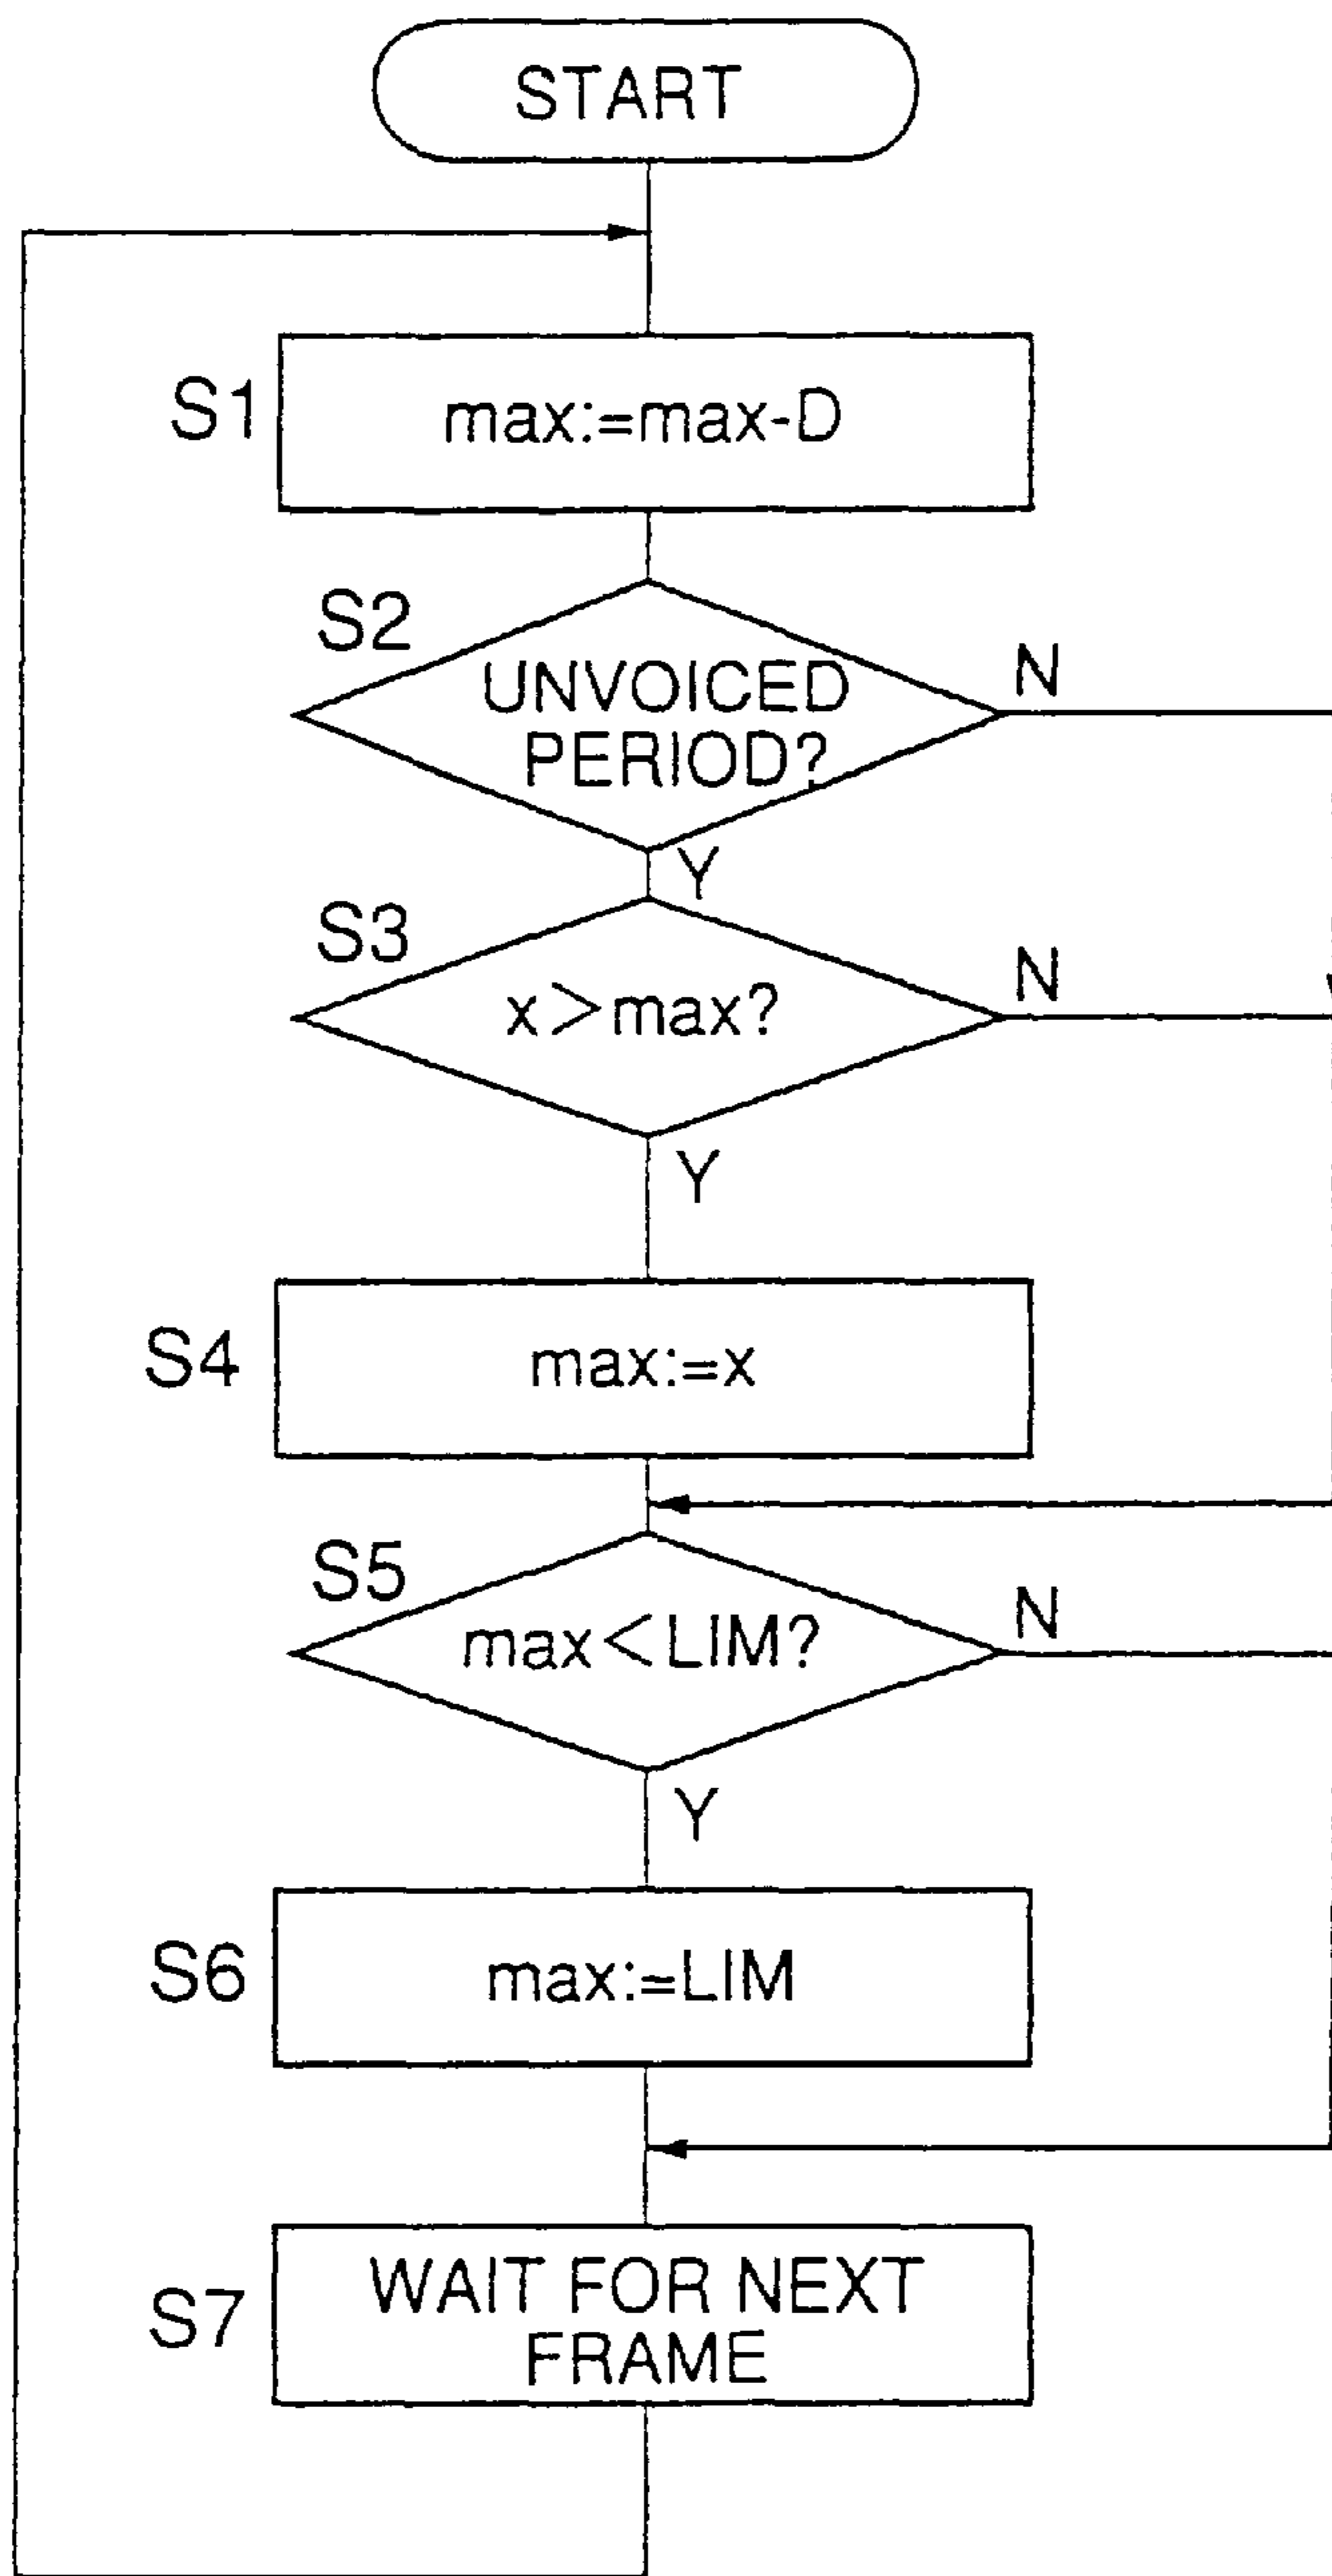 START
S1
max:=max-D
S2
UNVOICED
PERIOD?
N
Y
S3
x>max?
N
Y
S4
max:=x
S5
max<LIM?
N
Y
S6
max:=LIM
S7
WAIT FOR NEXT
FRAME